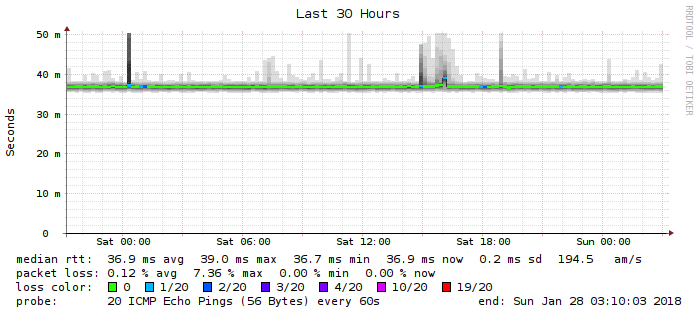 Last 30 Hours
RRDTOOL / TOBI OETIKER
Seconds
50 m
40 m
30 m
20 m
10 m
0
Sat 00:00 Sat 06:00 Sat 12:00 Sat 18:00 Sun 00:00
median rtt: 36.9 ms avg 39.0 ms max 36.7 ms min 36.9 ms now 0.2 ms sd 194.5 am/s
packet loss: 0.12 % avg 7.36 % max 0.00 % min 0.00 % now
loss color: 0 1/20 2/20 3/20 4/20 10/20 19/20
probe: 20 ICMP Echo Pings (56 Bytes) every 60s end: Sun Jan 28 03:10:03 2018